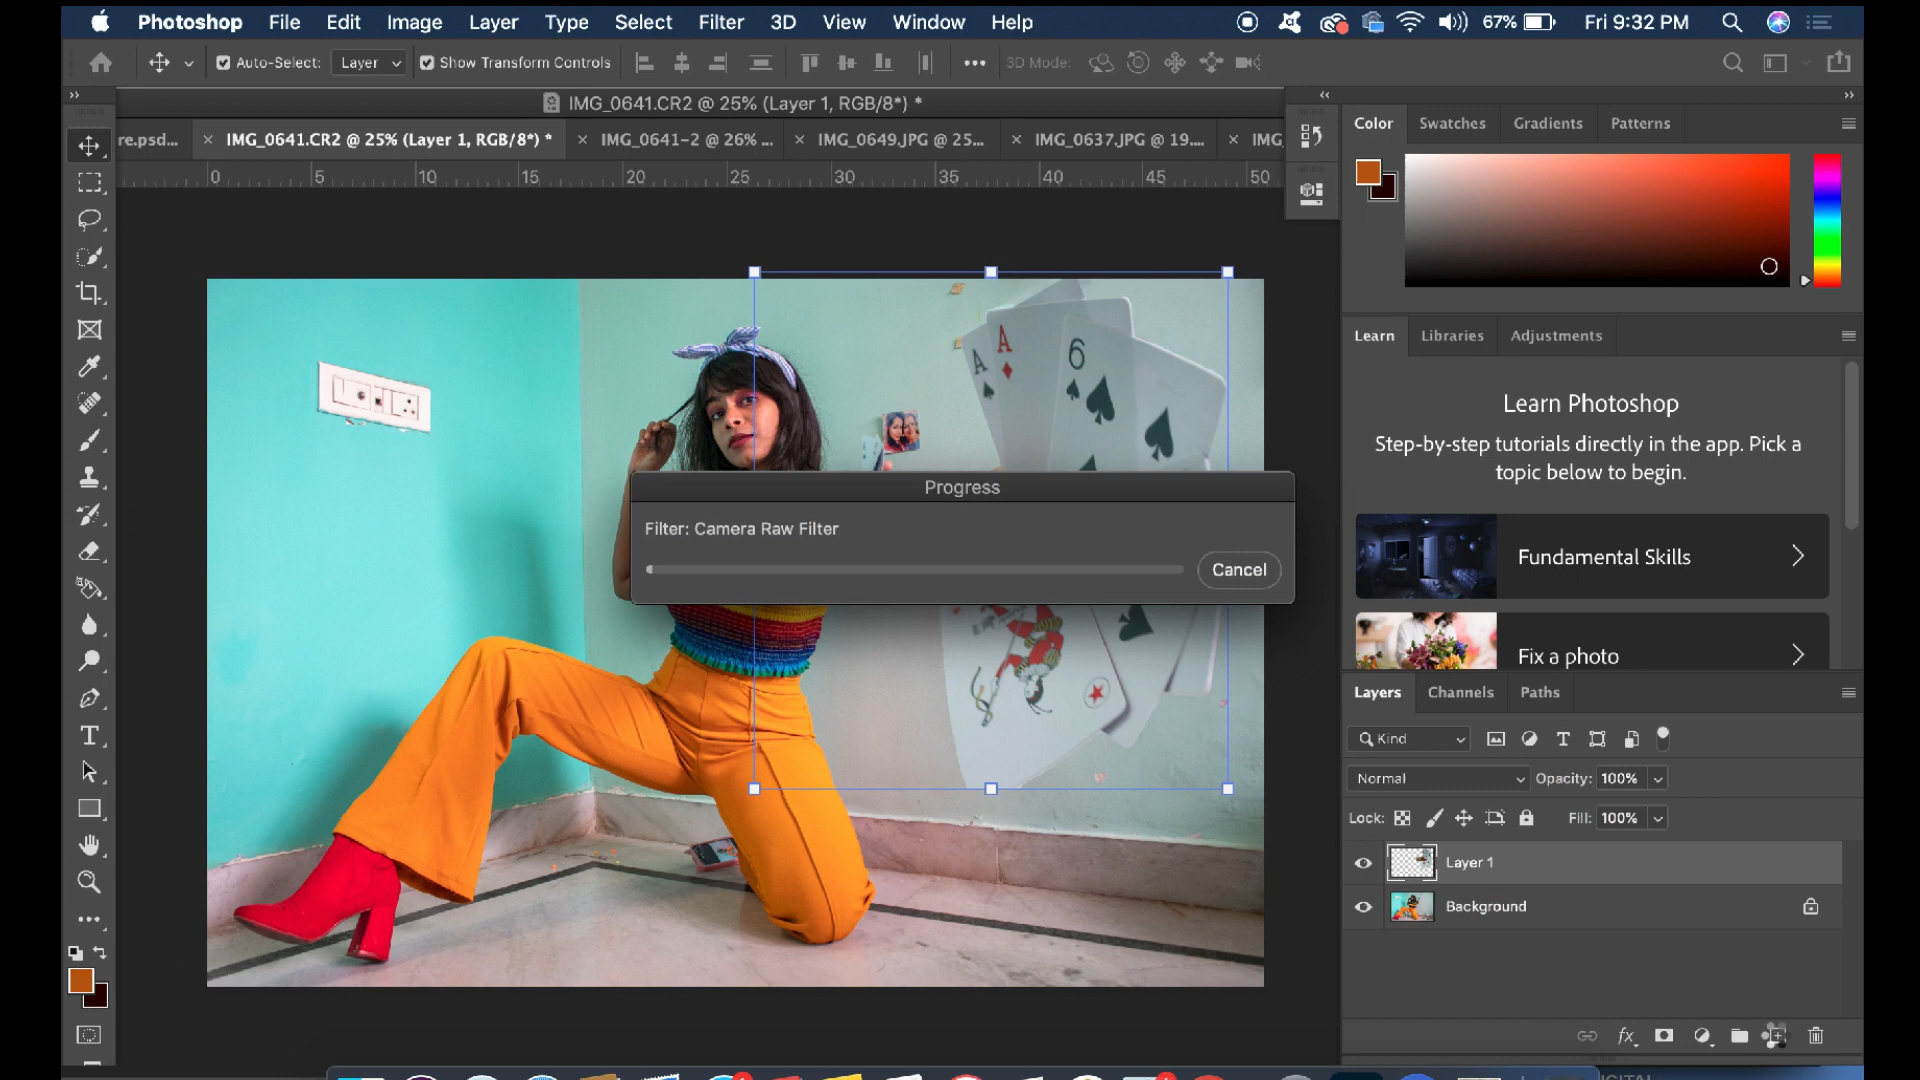 Photoshop File Edit Image Layer Type Select Filter 3D View Window Help 67% Fri 9:32 PM
Auto-Select: Layer Show Transform Controls 3D Mode:
IMG_0641.CR2 @ 25% (Layer 1, RGB/8*) *
re.psd... IMG_0641.CR2 @ 25% (Layer 1, RGB/8*) * IMG_0641-2 @ 26% ... IMG_0649.JPG @ 25... IMG_0637.JPG @ 19.... IMG
0 5 10 15 20 25 30 35 40 45 50
Color Swatches Gradients Patterns
A A 6
Learn Libraries Adjustments
Learn Photoshop
Step-by-step tutorials directly in the app. Pick a
topic below to begin.
Progress
Filter: Camera Raw Filter
Cancel
Fundamental Skills
Fix a photo
Layers Channels Paths
Kind
Normal Opacity: 100%
Lock: Fill: 100%
Layer 1
Background
fx